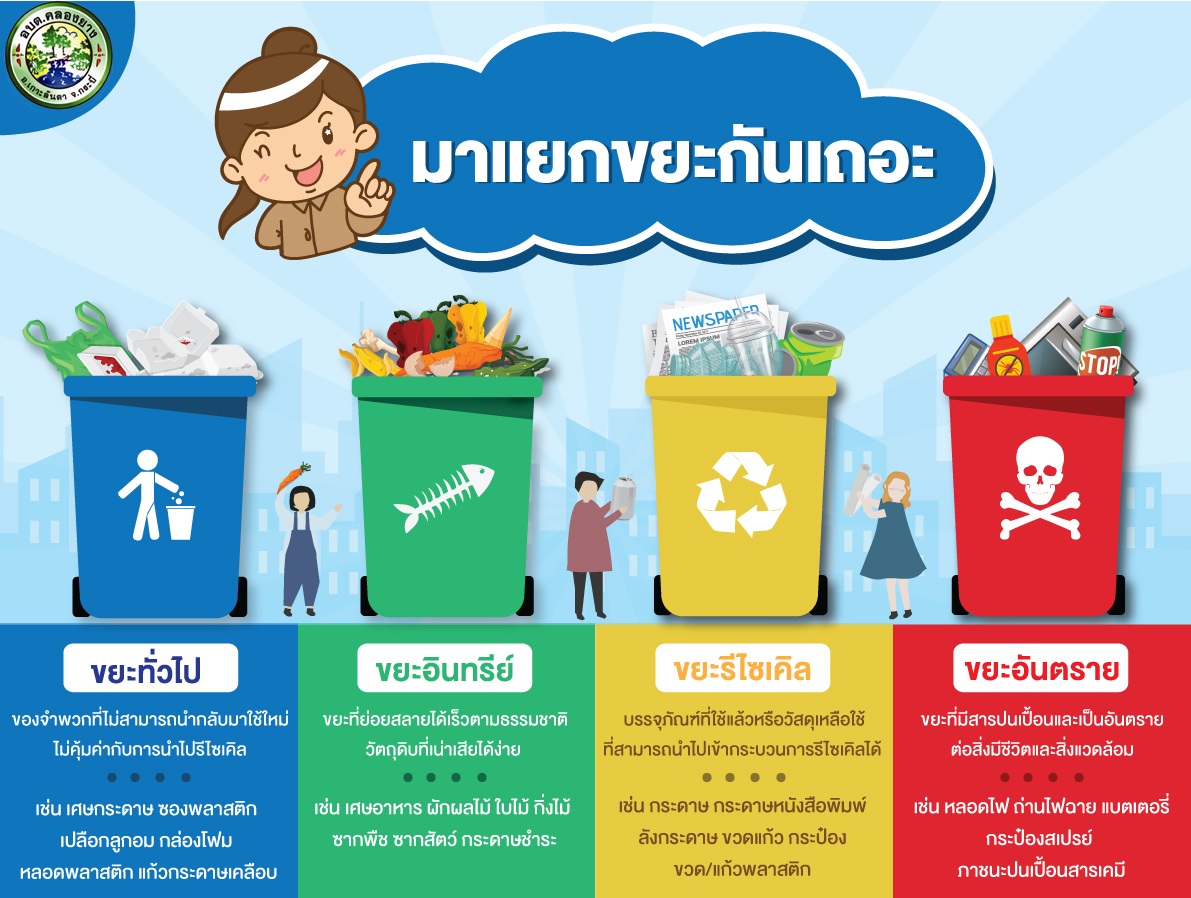 อบต.คลองยาง
อ.เกาะลันตา จ.กระบี่
มาแยกขยะกันเถอะ
NEWSPAPER
LOREM IPSUM
STOP!
ขยะทั่วไป
ของจำพวกที่ไม่สามารถนำกลับมาใช้ใหม่
ไม่คุ้มค่ากับการนำไปรีไซเคิล
เช่น เศษกระดาษ ซองพลาสติก
เปลือกลูกอม กล่องโฟม
หลอดพลาสติก แก้วกระดาษเคลือบ
ขยะอินทรีย์
ขยะที่ย่อยสลายได้เร็วตามธรรมชาติ
วัตถุดิบที่เน่าเสียได้ง่าย
เช่น เศษอาหาร ผักผลไม้ ใบไม้ กิ่งไม้
ซากพืช ซากสัตว์ กระดาษชำระ
ขยะรีไซเคิล
บรรจุภัณฑ์ที่ใช้แล้วหรือวัสดุเหลือใช้
ที่สามารถนำไปเข้ากระบวนการรีไซเคิลได้
เช่น กระดาษ กระดาษหนังสือพิมพ์
ลังกระดาษ ขวดแก้ว กระป๋อง
ขวด/แก้วพลาสติก
ขยะอันตราย
ขยะที่มีสารปนเปื้อนและเป็นอันตราย
ต่อสิ่งมีชีวิตและสิ่งแวดล้อม
เช่น หลอดไฟ ถ่านไฟฉาย แบตเตอรี่
กระป๋องสเปรย์
ภาชนะปนเปื้อนสารเคมี